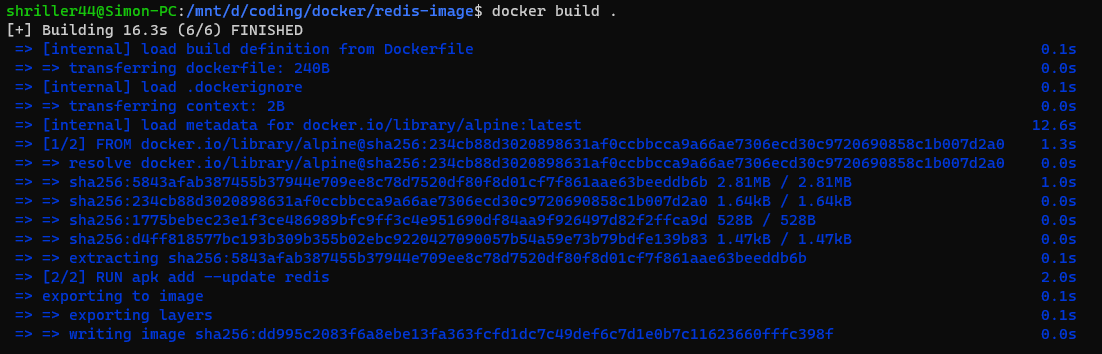 shriller44@Simon-PC:/mnt/d/coding/docker/redis-image$ docker build .
[+] Building 16.3s (6/6) FINISHED
=> [internal] load build definition from Dockerfile 0.1s
=> => transferring dockerfile: 240B 0.0s
=> [internal] load .dockerignore 0.1s
=> => transferring context: 2B 0.0s
=> [internal] load metadata for docker.io/library/alpine:latest 12.6s
=> [1/2] FROM docker.io/library/alpine@sha256:234cb88d3020898631af0ccbbcca9a66ae7306ecd30c9720690858c1b007d2a0 1.3s
=> => resolve docker.io/library/alpine@sha256:234cb88d3020898631af0ccbbcca9a66ae7306ecd30c9720690858c1b007d2a0 0.0s
=> => sha256:5843afab387455b37944e709ee8c78d7520df80f8d01cf7f861aae63beeddb6b 2.81MB / 2.81MB 1.0s
=> => sha256:234cb88d3020898631af0ccbbcca9a66ae7306ecd30c9720690858c1b007d2a0 1.64kB / 1.64kB 0.0s
=> => sha256:1775bebec23e1f3ce486989bfc9ff3c4e951690df84aa9f926497d82f2ffca9d 528B / 528B 0.0s
=> => sha256:d4ff818577bc193b309b355b02ebc9220427090057b54a59e73b79bdfe139b83 1.47kB / 1.47kB 0.0s
=> => extracting sha256:5843afab387455b37944e709ee8c78d7520df80f8d01cf7f861aae63beeddb6b 0.1s
=> [2/2] RUN apk add --update redis 2.0s
=> exporting to image 0.1s
=> => exporting layers 0.1s
=> => writing image sha256:dd995c2083f6a8ebe13fa363fcfd1dc7c49def6c7d1e0b7c11623660fffc398f 0.0s